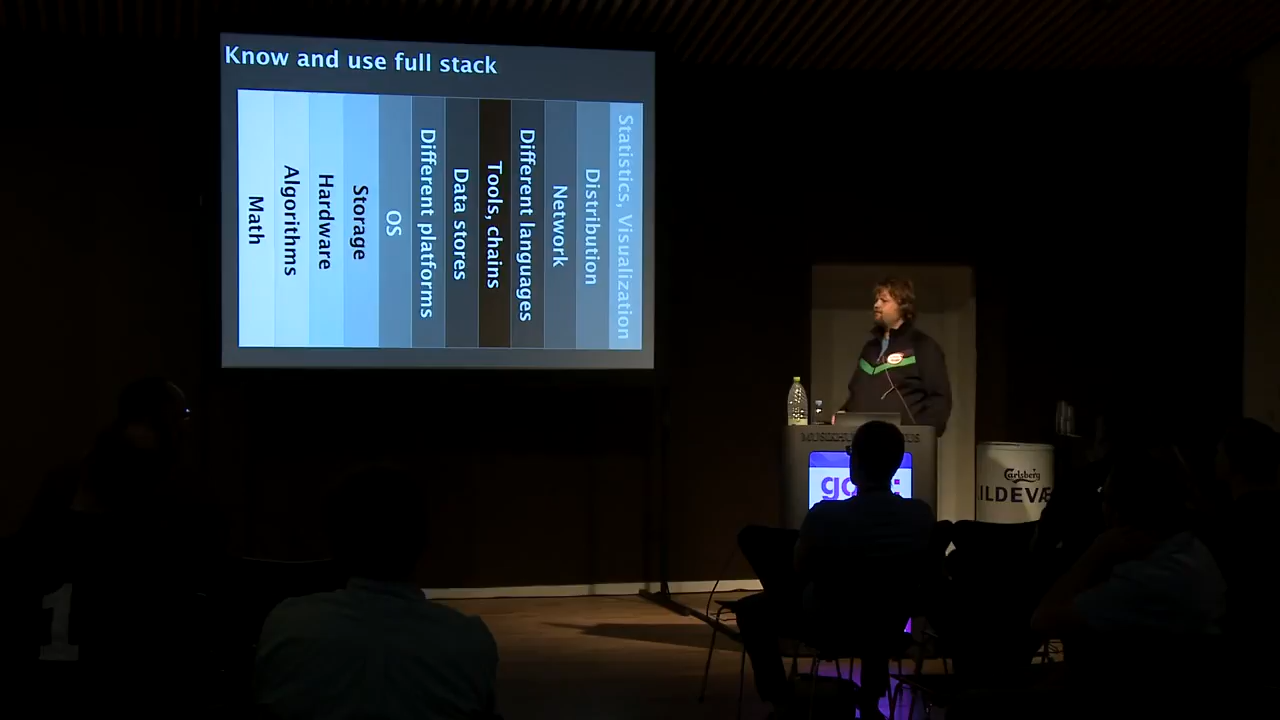 Know and use full stack
Math
Algorithms
Hardware
Storage
OS
Different platforms
Data stores
Tools, chains
Different languages
Network
Distribution
Statistics, Visualization
Carlsberg
1